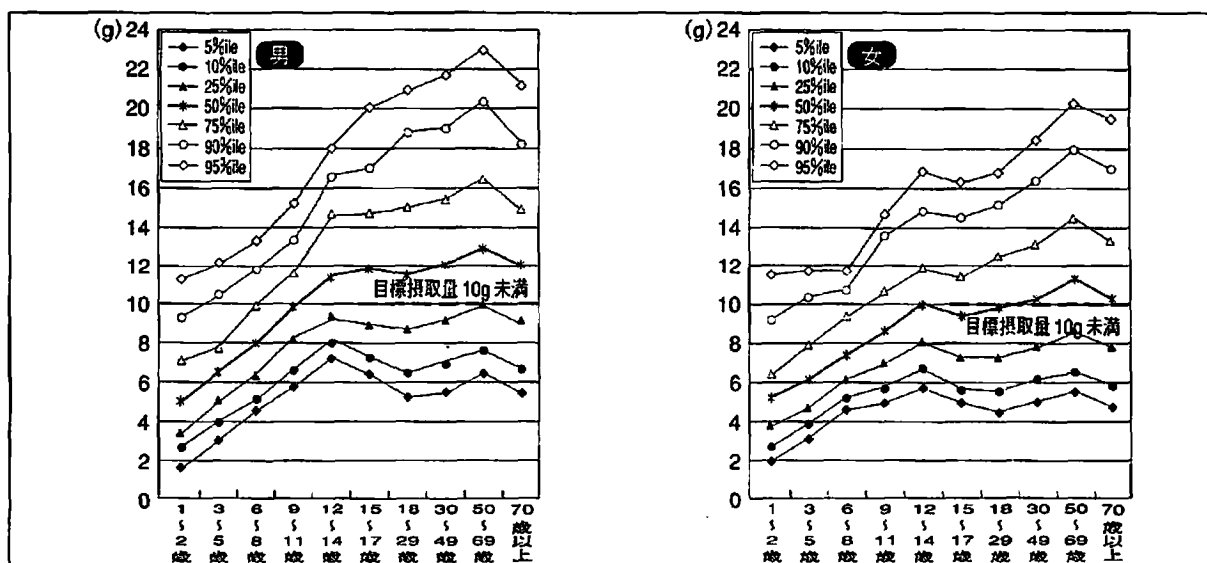 (g)
24
22
20
18
16
14
12
10
8
6
4
2
0
5%ile
10%ile
25%ile
50%ile
75%ile
90%ile
95%ile
男
目標摂取量10g未満
1〜2歳
3〜5歳
6〜8歳
9〜11歳
12〜14歳
15〜17歳
18〜29歳
30〜49歳
50〜69歳
70歳以上
(g)
24
22
20
18
16
14
12
10
8
6
4
2
0
5%ile
10%ile
25%ile
50%ile
75%ile
90%ile
95%ile
女
目標摂取量10g未満
1〜2歳
3〜5歳
6〜8歳
9〜11歳
12〜14歳
15〜17歳
18〜29歳
30〜49歳
50〜69歳
70歳以上